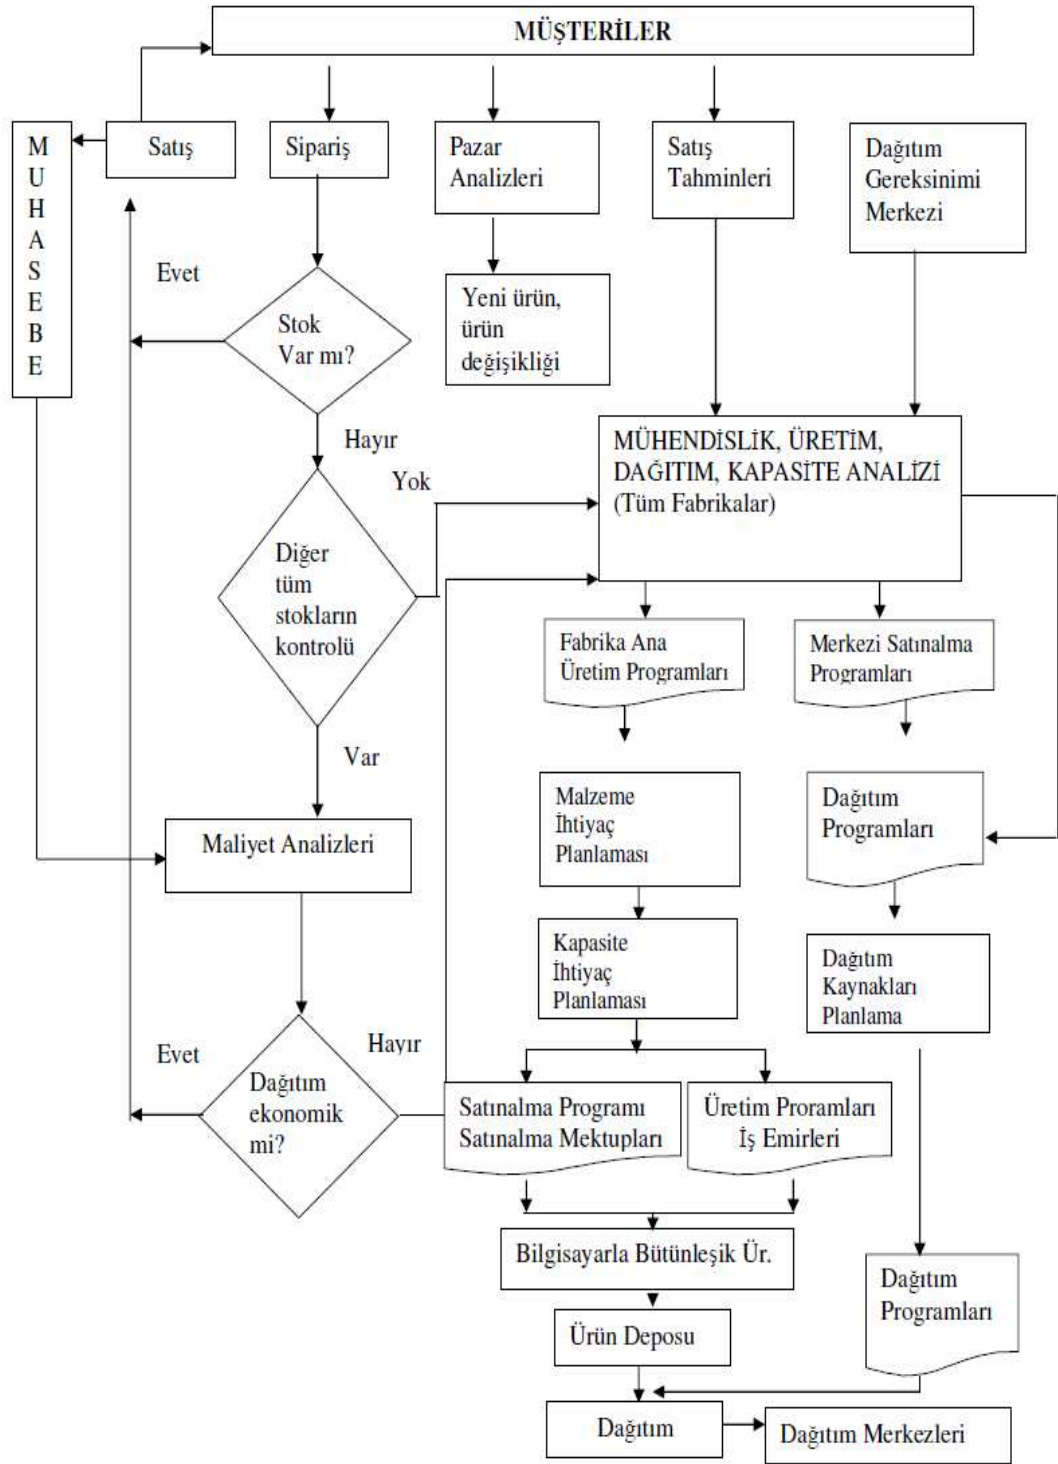 MÜŞTERİLER
M
U
H
A
S
E
B
E
Satış
Sipariş
Pazar
Analizleri
Satış
Tahminleri
Dağıtım
Gereksinimi
Merkezi
Evet
Stok
Var mı?
Yeni ürün,
ürün
değişikliği
Hayır
Yok
MÜHENDİSLİK, ÜRETİM,
DAĞITIM, KAPASİTE ANALİZİ
(Tüm Fabrikalar)
Diğer
tüm
stokların
kontrolü
Fabrika Ana
Üretim Programları
Merkezi Satınalma
Programları
Var
Malzeme
İhtiyaç
Planlaması
Dağıtım
Programları
Maliyet Analizleri
Kapasite
İhtiyaç
Planlaması
Dağıtım
Kaynakları
Planlama
Evet
Hayır
Dağıtım
ekonomik
mi?
Satınalma Programı
Satınalma Mektupları
Üretim Proramları
İş Emirleri
Bilgisayarla Bütünleşik Ür.
Dağıtım
Programları
Ürün Deposu
Dağıtım
Dağıtım Merkezleri